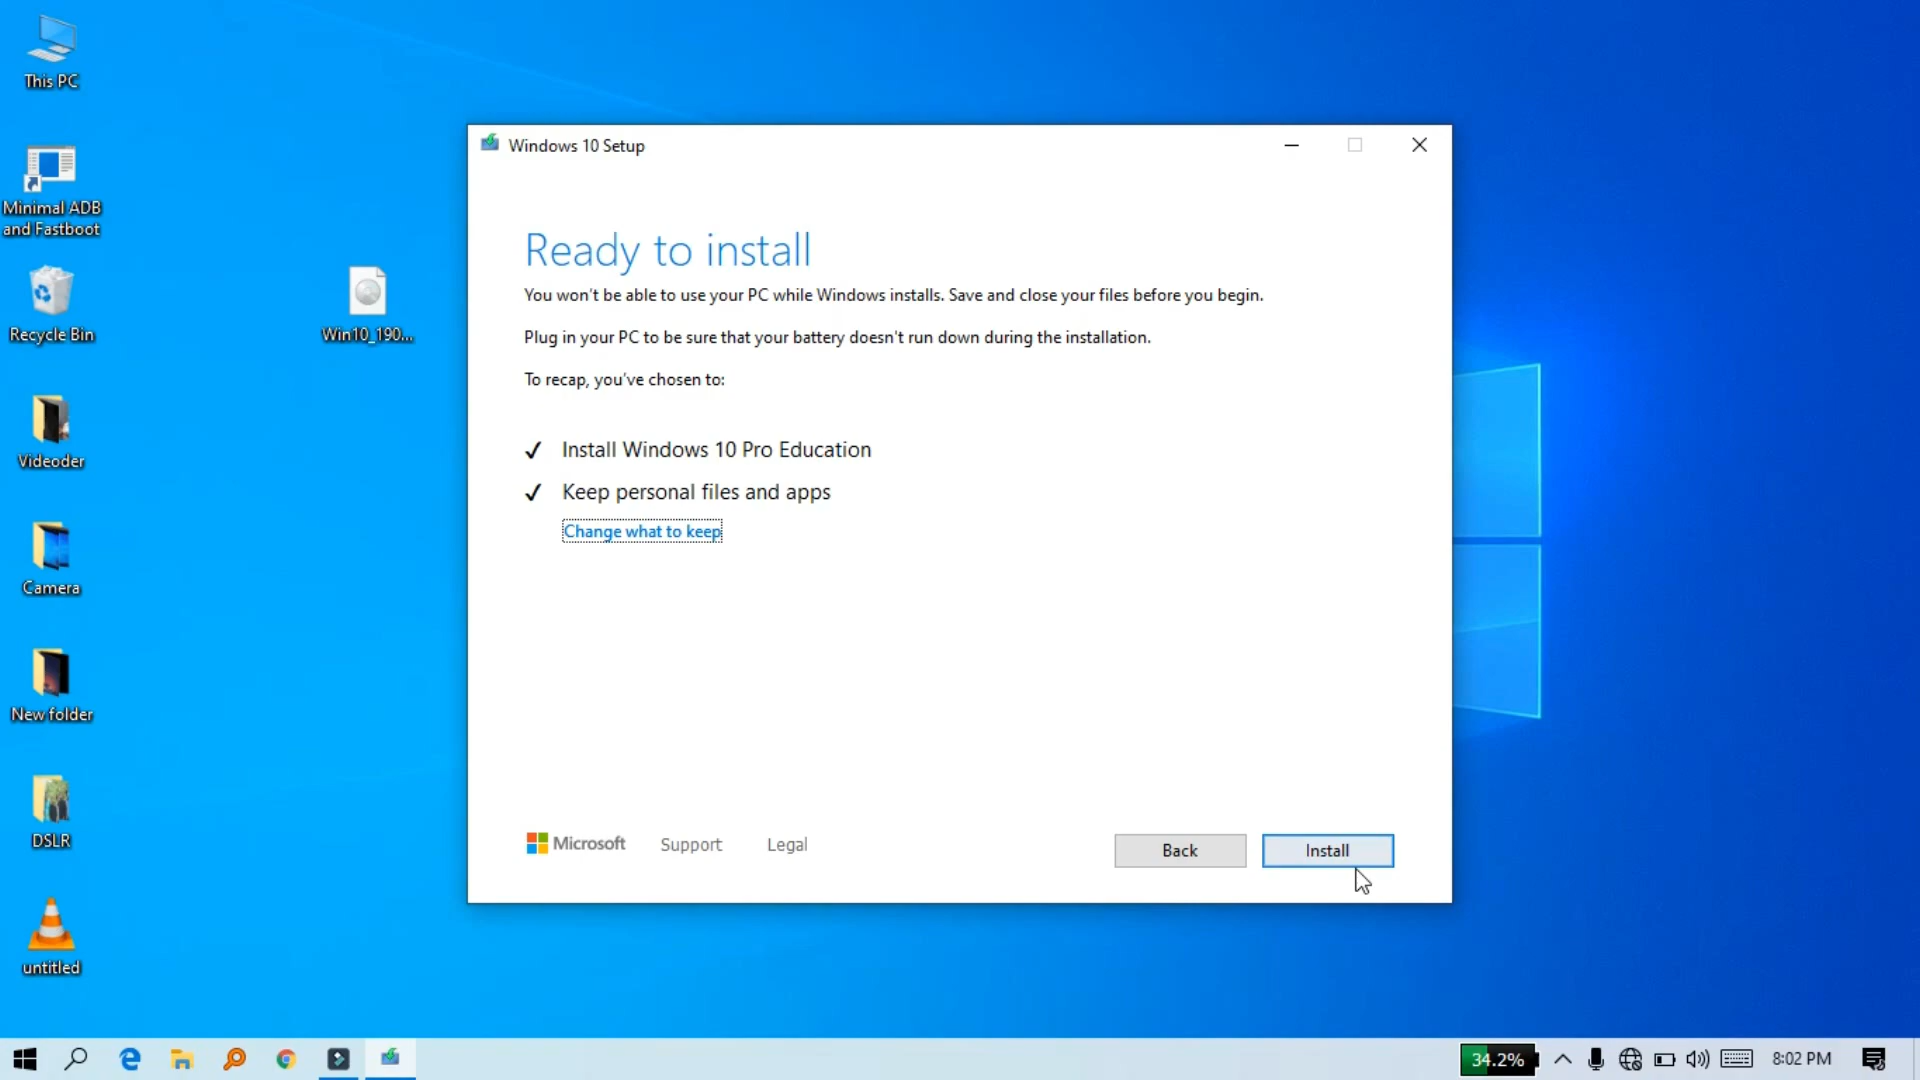 This PC
Minimal ADB
and Fastboot
Recycle Bin
Win10_190...
Videoder
Camera
New folder
DSLR
untitled
Windows 10 Setup
Ready to install
You won't be able to use your PC while Windows installs. Save and close your files before you begin.
Plug in your PC to be sure that your battery doesn't run down during the installation.
To recap, you've chosen to:
Install Windows 10 Pro Education
Keep personal files and apps
Change what to keep
Microsoft
Support
Legal
Back
Install
34.2%
8:02 PM